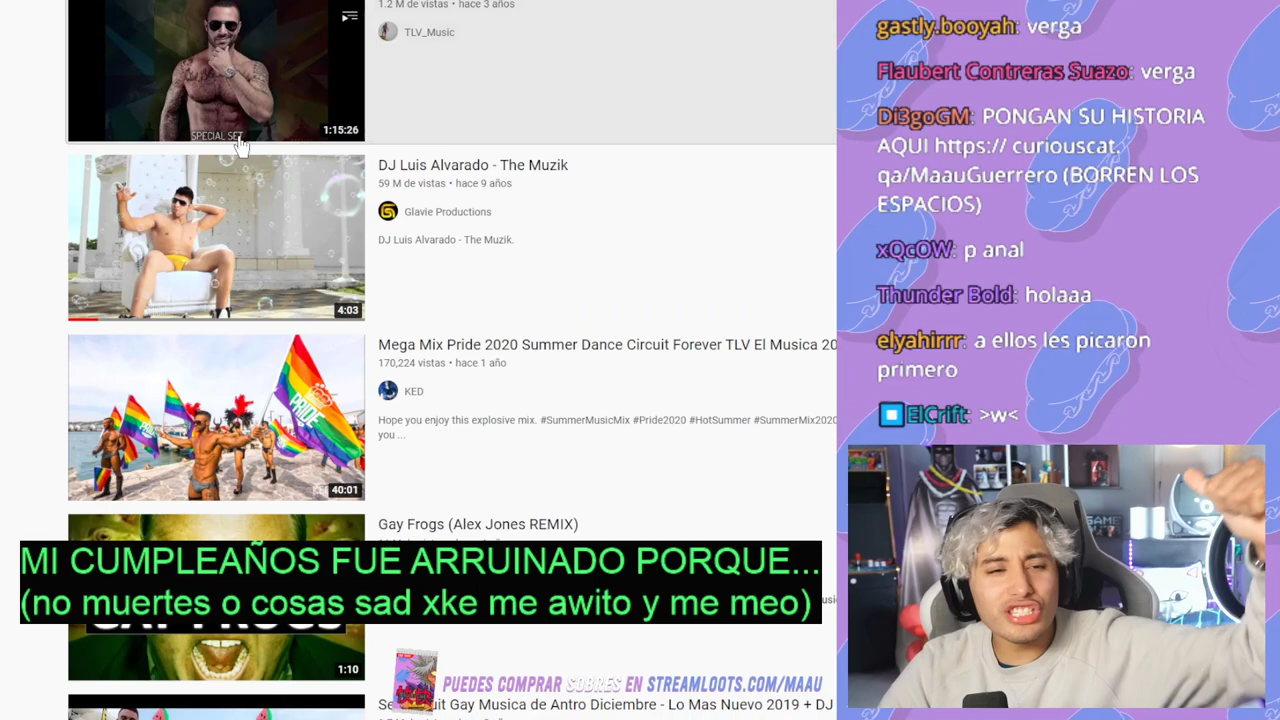 1.2 M de vistas • hace 3 años
TLV_Music
SPECIAL SET
1:15:26
DJ Luis Alvarado - The Muzik
59 M de vistas • hace 9 años
Glavie Productions
DJ Luis Alvarado - The Muzik.
4:03
Mega Mix Pride 2020 Summer Dance Circuit Forever TLV El Musica 20
170,224 vistas • hace 1 año
KED
Hope you enjoy this explosive mix. #SummerMusicMix #Pride2020 #HotSummer #SummerMix2020
you ...
PRIDE
40:01
Gay Frogs (Alex Jones REMIX)
MI CUMPLEAÑOS FUE ARRUINADO PORQUE...
(no muertes o cosas sad xke me awito y me meo)
1:10
PUEDES COMPRAR SOBRES EN STREAMLOOTS.COM/MAAU
uit Gay Musica de Antro Diciembre - Lo Mas Nuevo 2019 + DJ
gastly.booyah: verga
Flaubert Contreras Suazo: verga
Di3goGM: PONGAN SU HISTORIA
AQUI https:// curiouscat.
qa/MaauGuerrero (BORREN LOS
ESPACIOS)
xQcOW: p anal
Thunder Bold: holaaa
elyahirrr: a ellos les picaron
primero
ElCrift: >w<
GAME